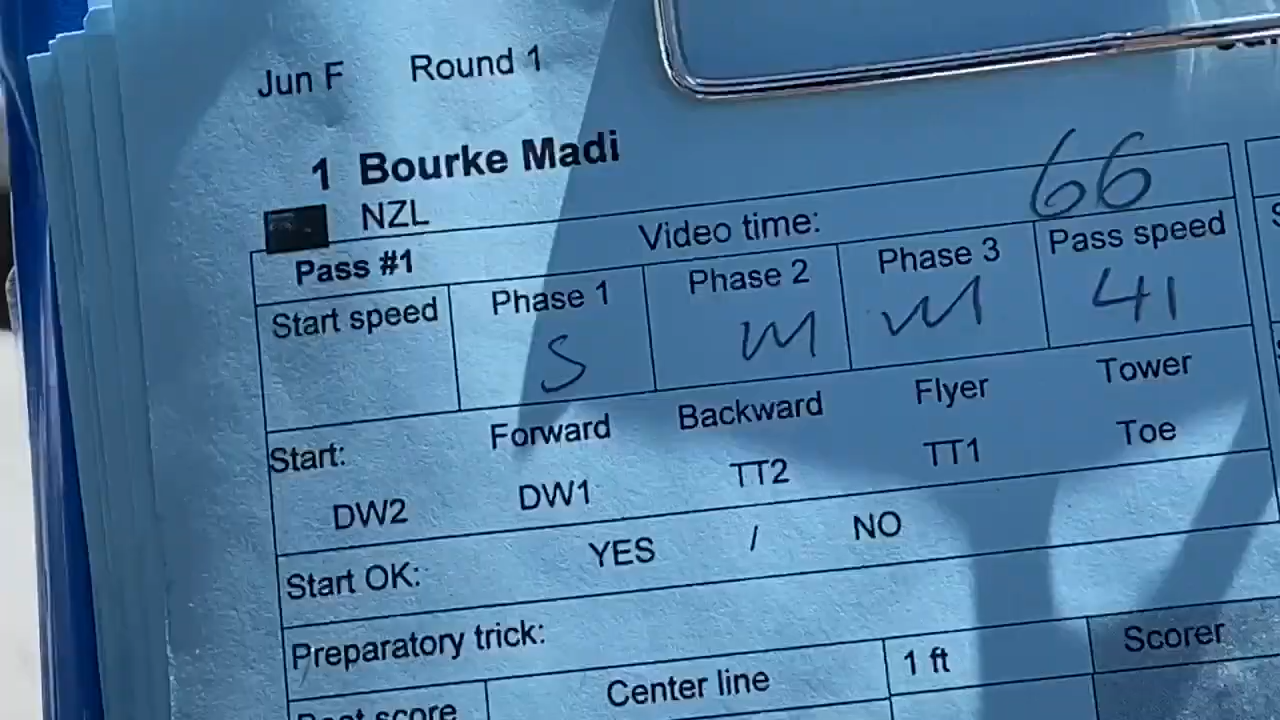 Jun F Round 1
1 Bourke Madi
NZL
Video time: 66
Pass #1
Start speed Phase 1 Phase 2 Phase 3 Pass speed
S M M 41
Start: Forward Backward Flyer Tower
DW2 DW1 TT2 TT1 Toe
Start OK: YES / NO
Preparatory trick:
Center line 1 ft Scorer
score